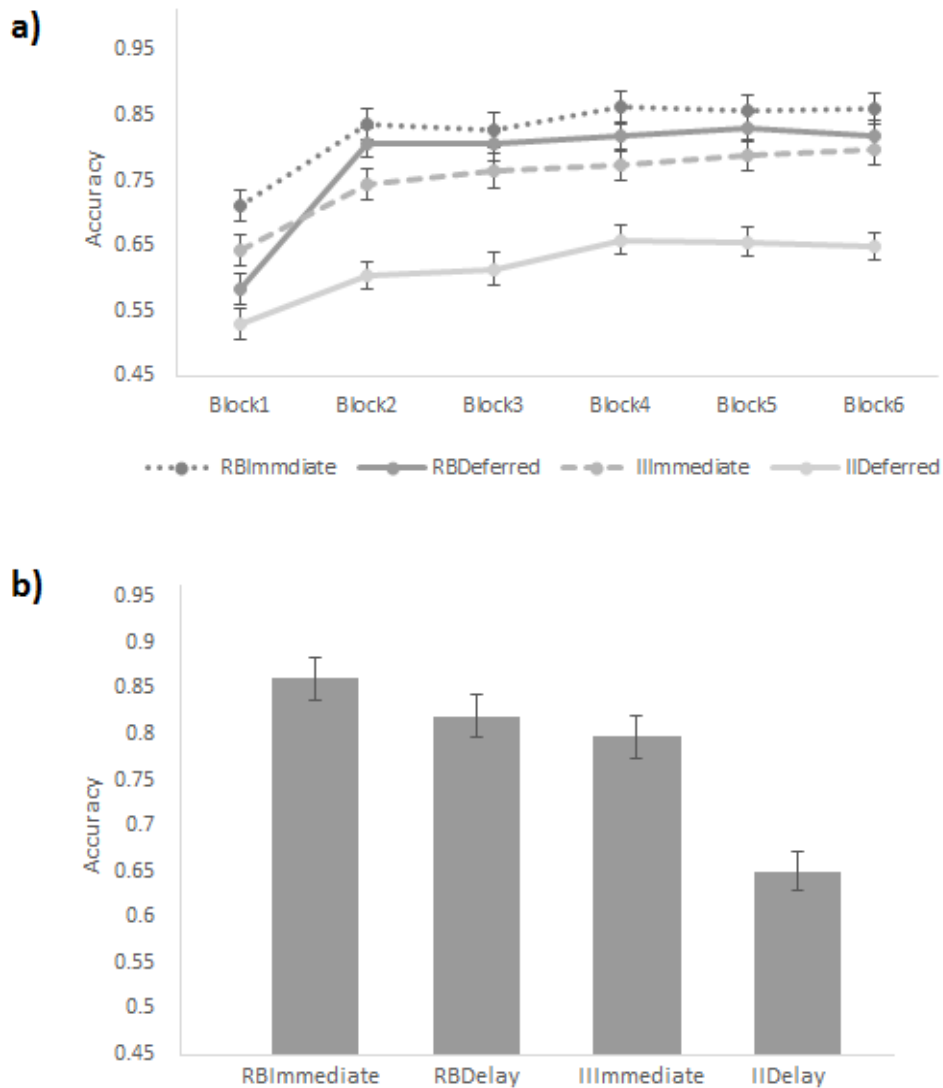 a)
0.95
0.85
0.75
0.65
0.55
0.45
Accuracy
Block1 Block2 Block3 Block4 Block5 Block6
RBImmdiate RBDeferred IIImmediate IIDeferred
b)
0.95
0.9
0.85
0.8
0.75
0.7
0.65
0.6
0.55
0.5
0.45
Accuracy
RBImmediate RBDelay IIImmediate IIDelay